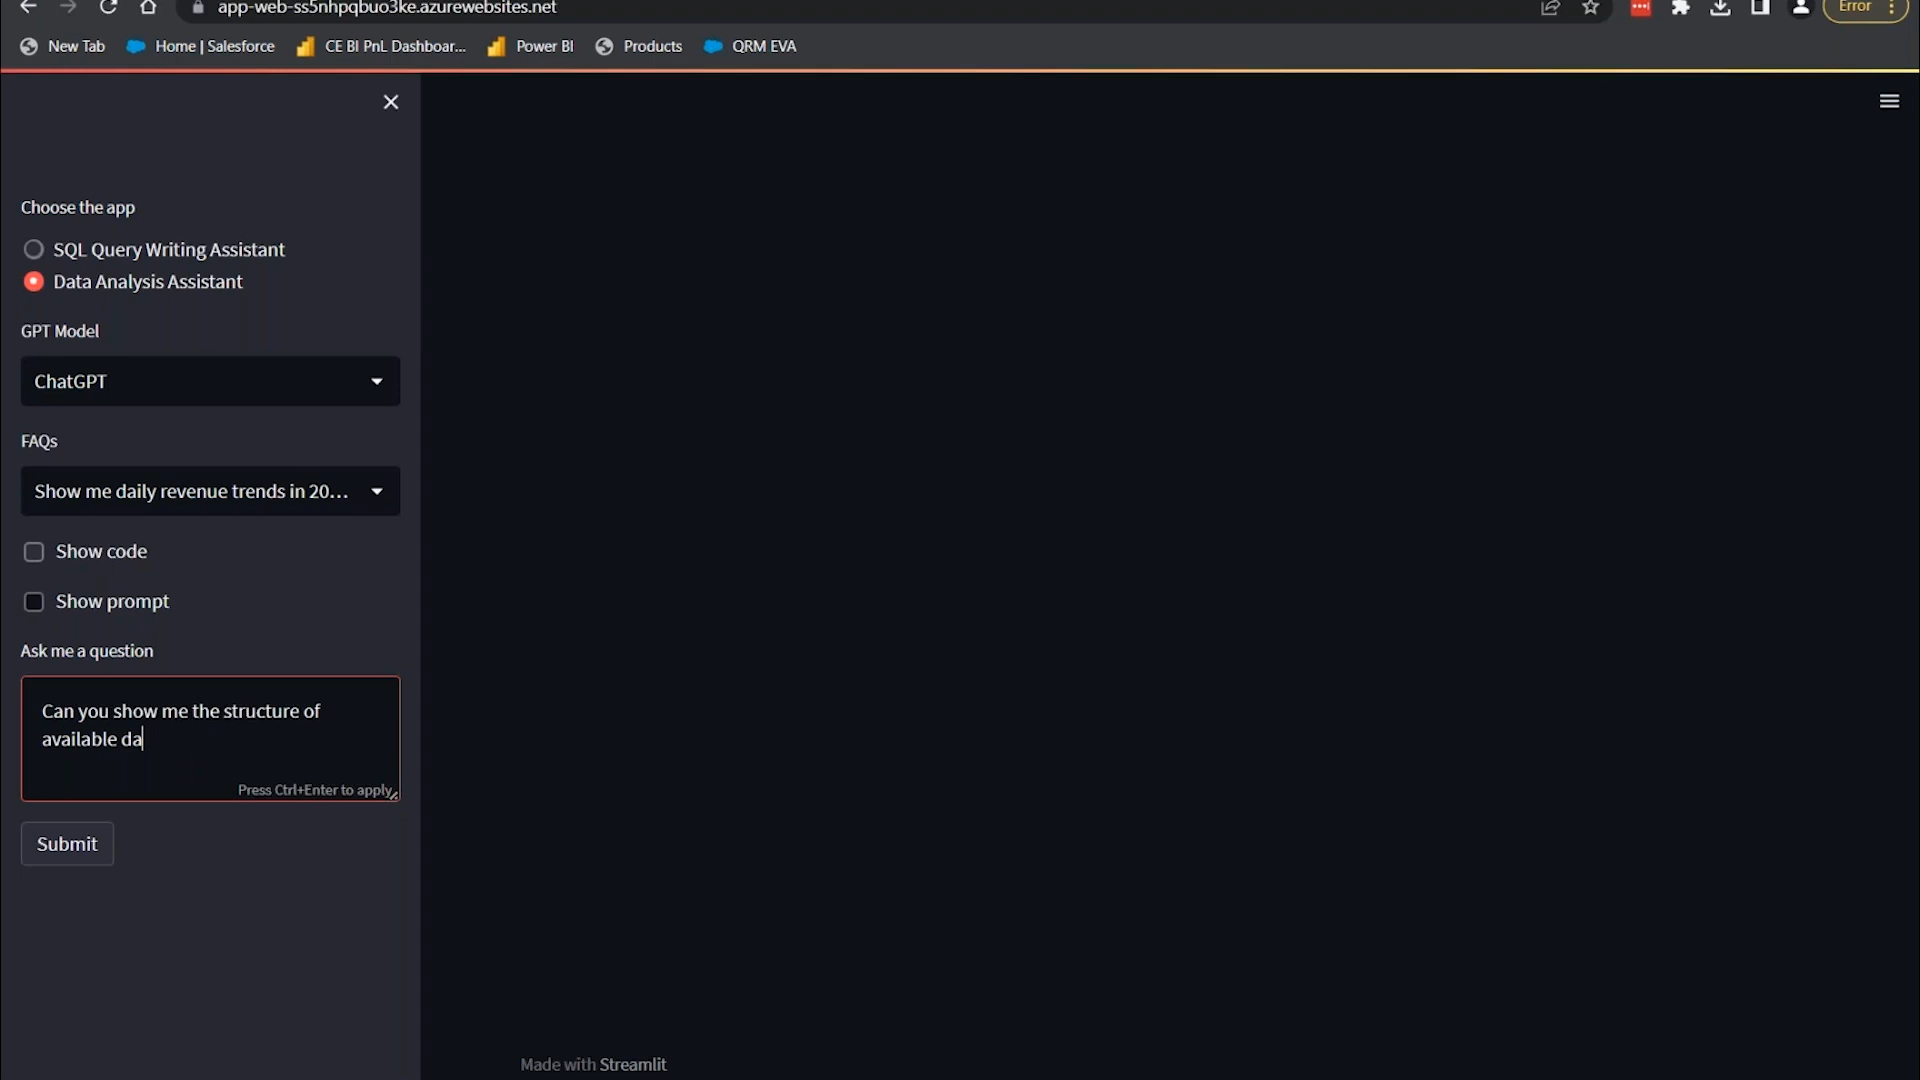 app-web-ss5nhpqbuo3ke.azurewebsites.net
Error
New Tab
Home | Salesforce
CE BI PnL Dashboar...
Power BI
Products
QRM EVA
Choose the app
SQL Query Writing Assistant
Data Analysis Assistant
GPT Model
ChatGPT
FAQs
Show me daily revenue trends in 20...
Show code
Show prompt
Ask me a question
Can you show me the structure of
available da
Press Ctrl+Enter to apply
Submit
Made with Streamlit